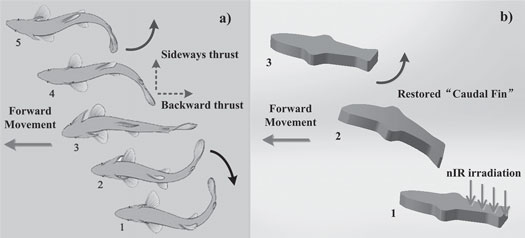 a)
5
Sideways thrust
4
Backward thrust
Forward
Movement
3
2
1
b)
3
Restored “Caudal Fin”
Forward
Movement
2
nIR irradiation
1